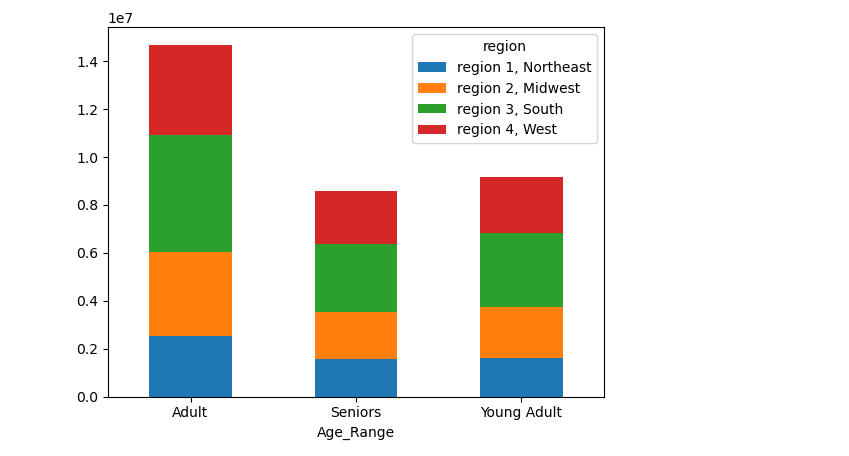 1e7
1.4
1.2
1.0
0.8
0.6
0.4
0.2
0.0
region
region 1, Northeast
region 2, Midwest
region 3, South
region 4, West
Adult
Seniors
Young Adult
Age_Range